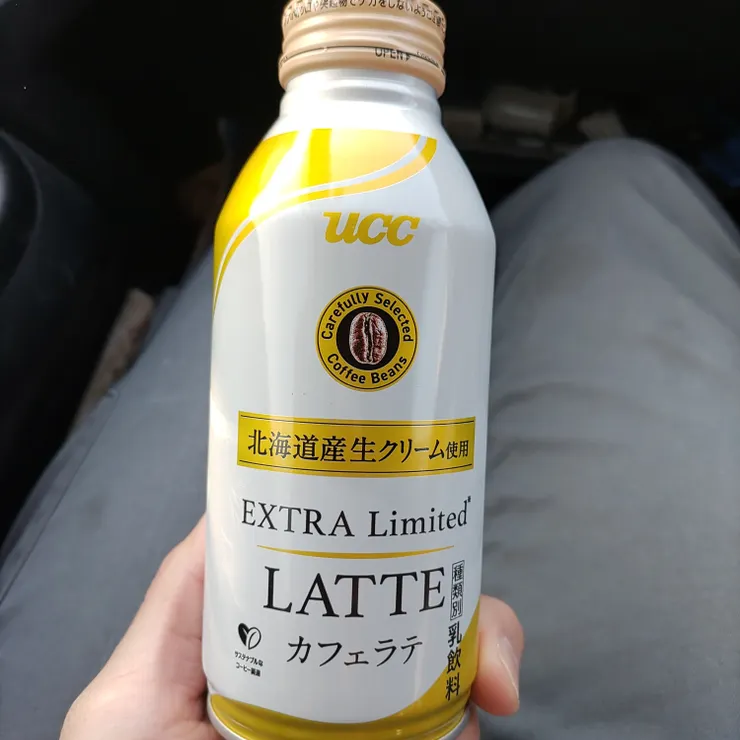 OPEN
ucc
Carefully Selected
Coffee Beans
北海道産生クリーム使用
EXTRA Limited*
LATTE
カフェラテ
種類別
乳飲料
サステナブルな
コーヒー調達